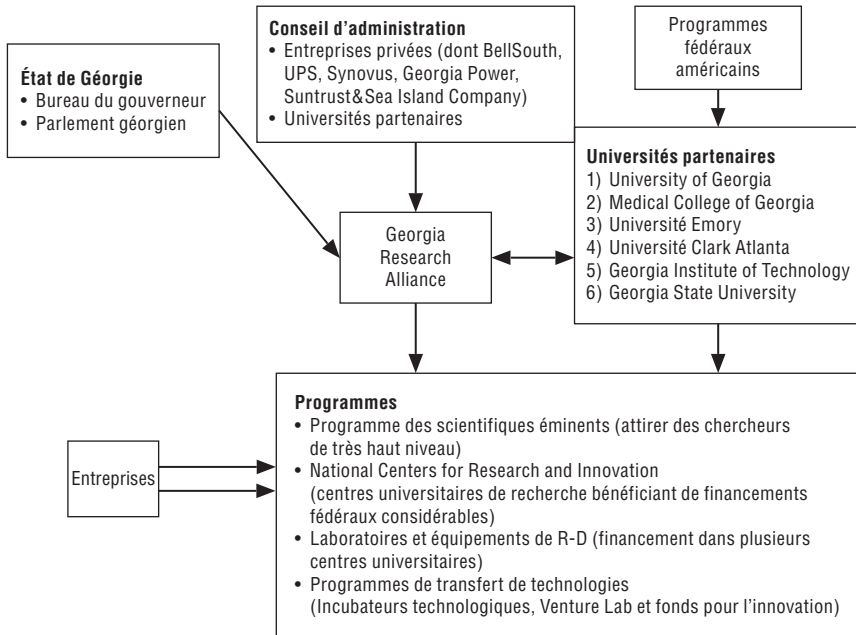 État de Géorgie
• Bureau du gouverneur
• Parlement géorgien
Conseil d'administration
• Entreprises privées (dont BellSouth,
UPS, Synovus, Georgia Power,
Suntrust&Sea Island Company)
• Universités partenaires
Programmes
fédéraux
américains
Georgia
Research
Alliance
Universités partenaires
1) University of Georgia
2) Medical College of Georgia
3) Université Emory
4) Université Clark Atlanta
5) Georgia Institute of Technology
6) Georgia State University
Entreprises
Programmes
• Programme des scientifiques éminents (attirer des chercheurs
de très haut niveau)
• National Centers for Research and Innovation
(centres universitaires de recherche bénéficiant de financements
fédéraux considérables)
• Laboratoires et équipements de R-D (financement dans plusieurs
centres universitaires)
• Programmes de transfert de technologies
(Incubateurs technologiques, Venture Lab et fonds pour l'innovation)